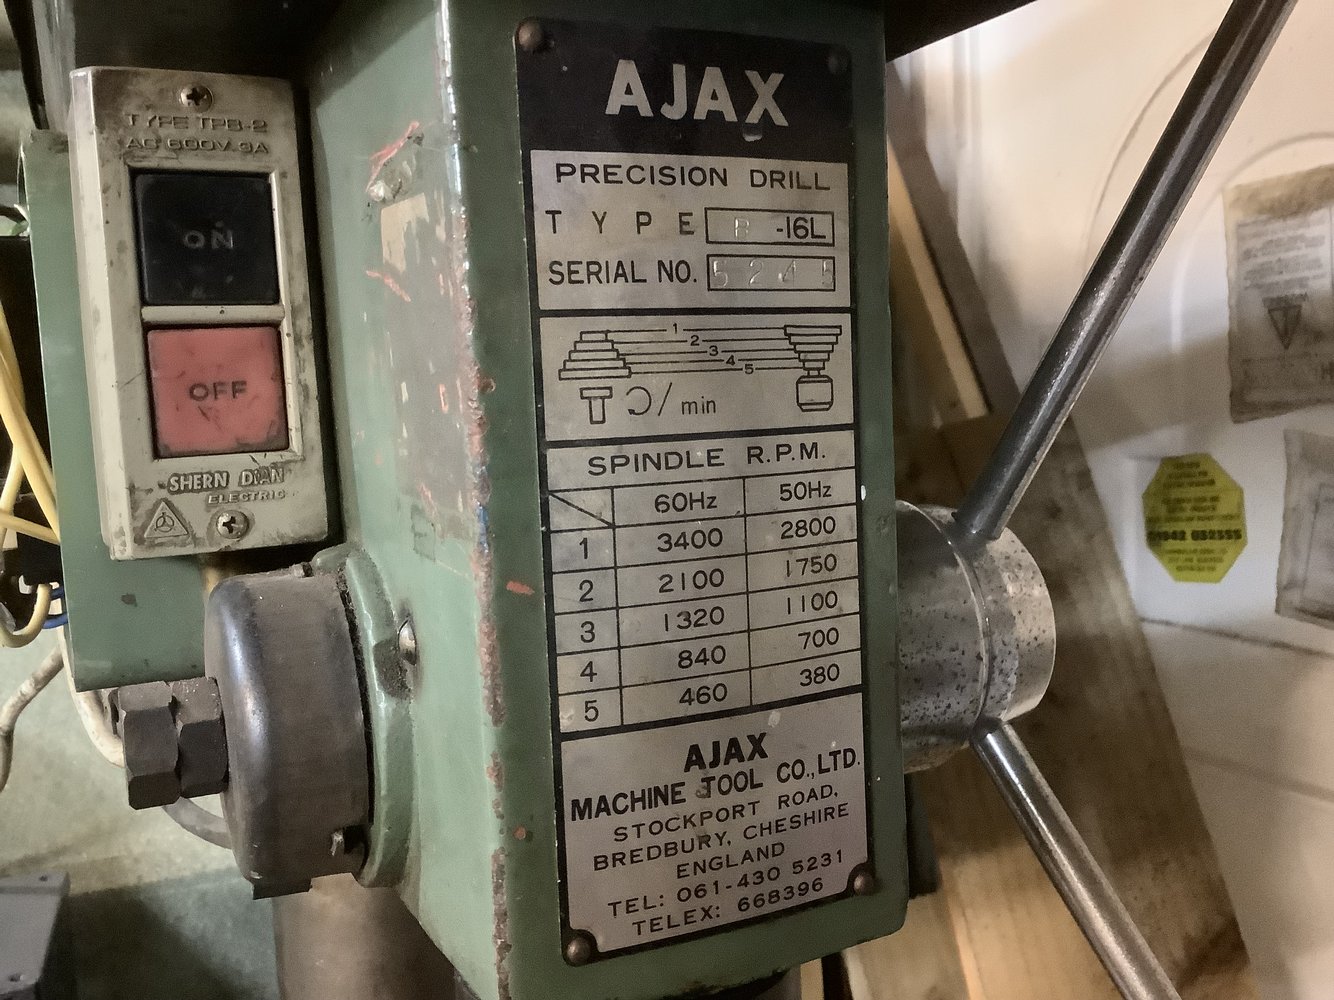 TYPE TPB-2
AC 600V 3A
ON
OFF
SHERN DIAN
ELECTRIC
AJAX
PRECISION DRILL
TYPE B -16L
SERIAL NO. 5245
1
2
3
4
5
/ min
SPINDLE R.P.M.
60Hz 50Hz
1 3400 2800
2 2100 1750
3 1320 1100
4 840 700
5 460 380
AJAX
MACHINE TOOL CO.,LTD.
STOCKPORT ROAD,
BREDBURY, CHESHIRE
ENGLAND
TEL: 061-430 5231
TELEX: 668396